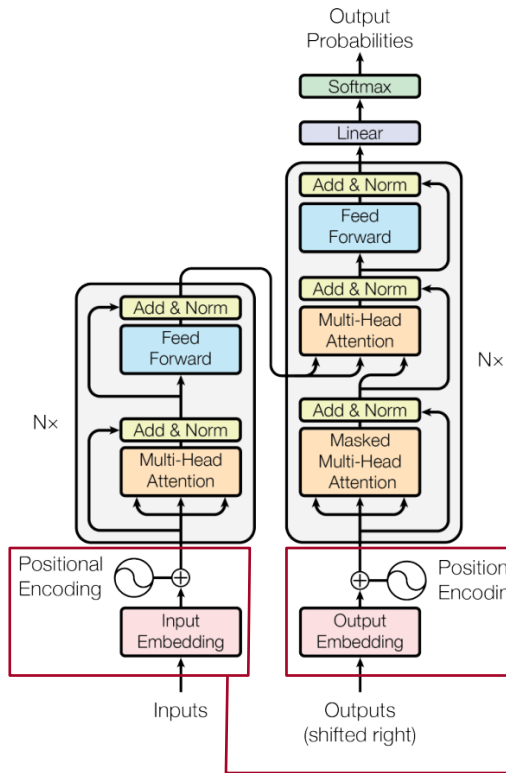 Output
Probabilities
Softmax
Linear
Add & Norm
Feed
Forward
Add & Norm
Multi-Head
Attention
Nx
Add & Norm
Masked
Multi-Head
Attention
Add & Norm
Feed
Forward
Nx
Add & Norm
Multi-Head
Attention
Positional
Encoding
Input
Embedding
Inputs
Output
Embedding
Outputs
(shifted right)